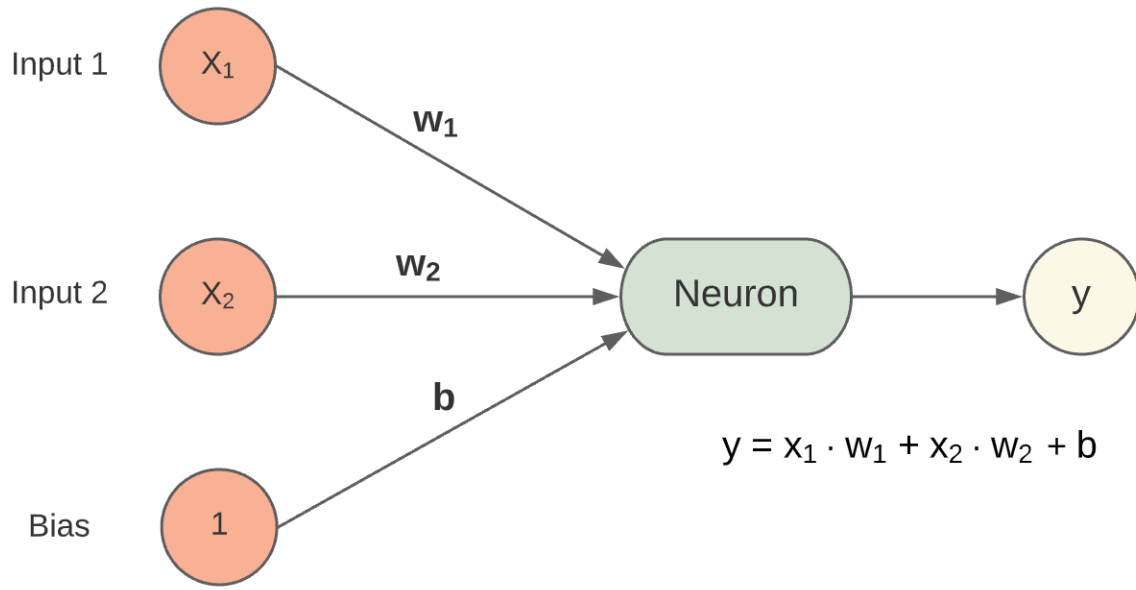 Input 1
X₁
w₁
Input 2
X₂
w₂
Neuron
y
b
y = x₁ · w₁ + x₂ · w₂ + b
Bias
1